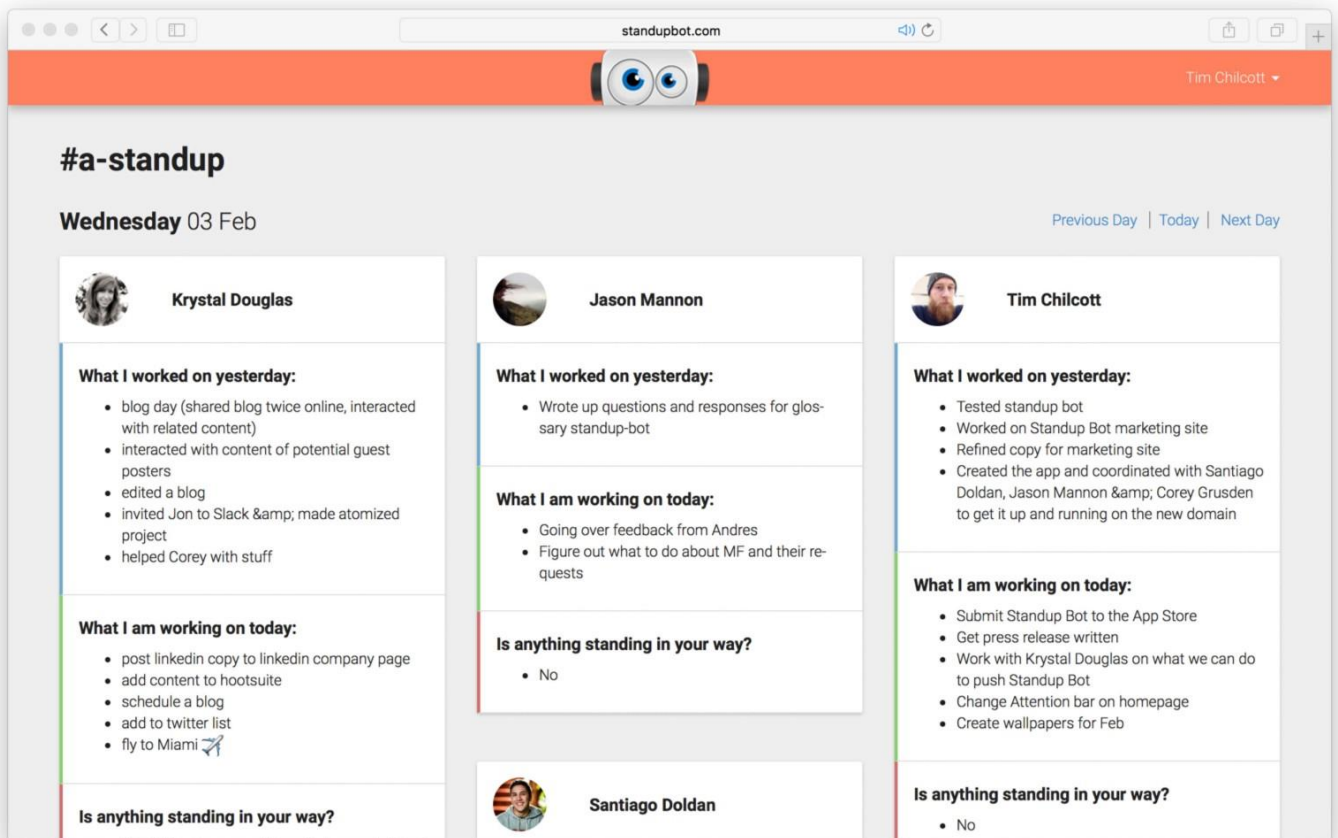 standupbot.com
Tim Chilcott
#a-standup
Wednesday 03 Feb
Previous Day | Today | Next Day
Krystal Douglas
What I worked on yesterday:
• blog day (shared blog twice online, interacted
with related content)
• interacted with content of potential guest
posters
• edited a blog
• invited Jon to Slack &amp; made atomized
project
• helped Corey with stuff
What I am working on today:
• post linkedin copy to linkedin company page
• add content to hootsuite
• schedule a blog
• add to twitter list
• fly to Miami ✈️
Is anything standing in your way?
Jason Mannon
What I worked on yesterday:
• Wrote up questions and responses for glos-
sary standup-bot
What I am working on today:
• Going over feedback from Andres
• Figure out what to do about MF and their re-
quests
Is anything standing in your way?
• No
Santiago Doldan
Tim Chilcott
What I worked on yesterday:
• Tested standup bot
• Worked on Standup Bot marketing site
• Refined copy for marketing site
• Created the app and coordinated with Santiago
Doldan, Jason Mannon &amp; Corey Grusden
to get it up and running on the new domain
What I am working on today:
• Submit Standup Bot to the App Store
• Get press release written
• Work with Krystal Douglas on what we can do
to push Standup Bot
• Change Attention bar on homepage
• Create wallpapers for Feb
Is anything standing in your way?
• No